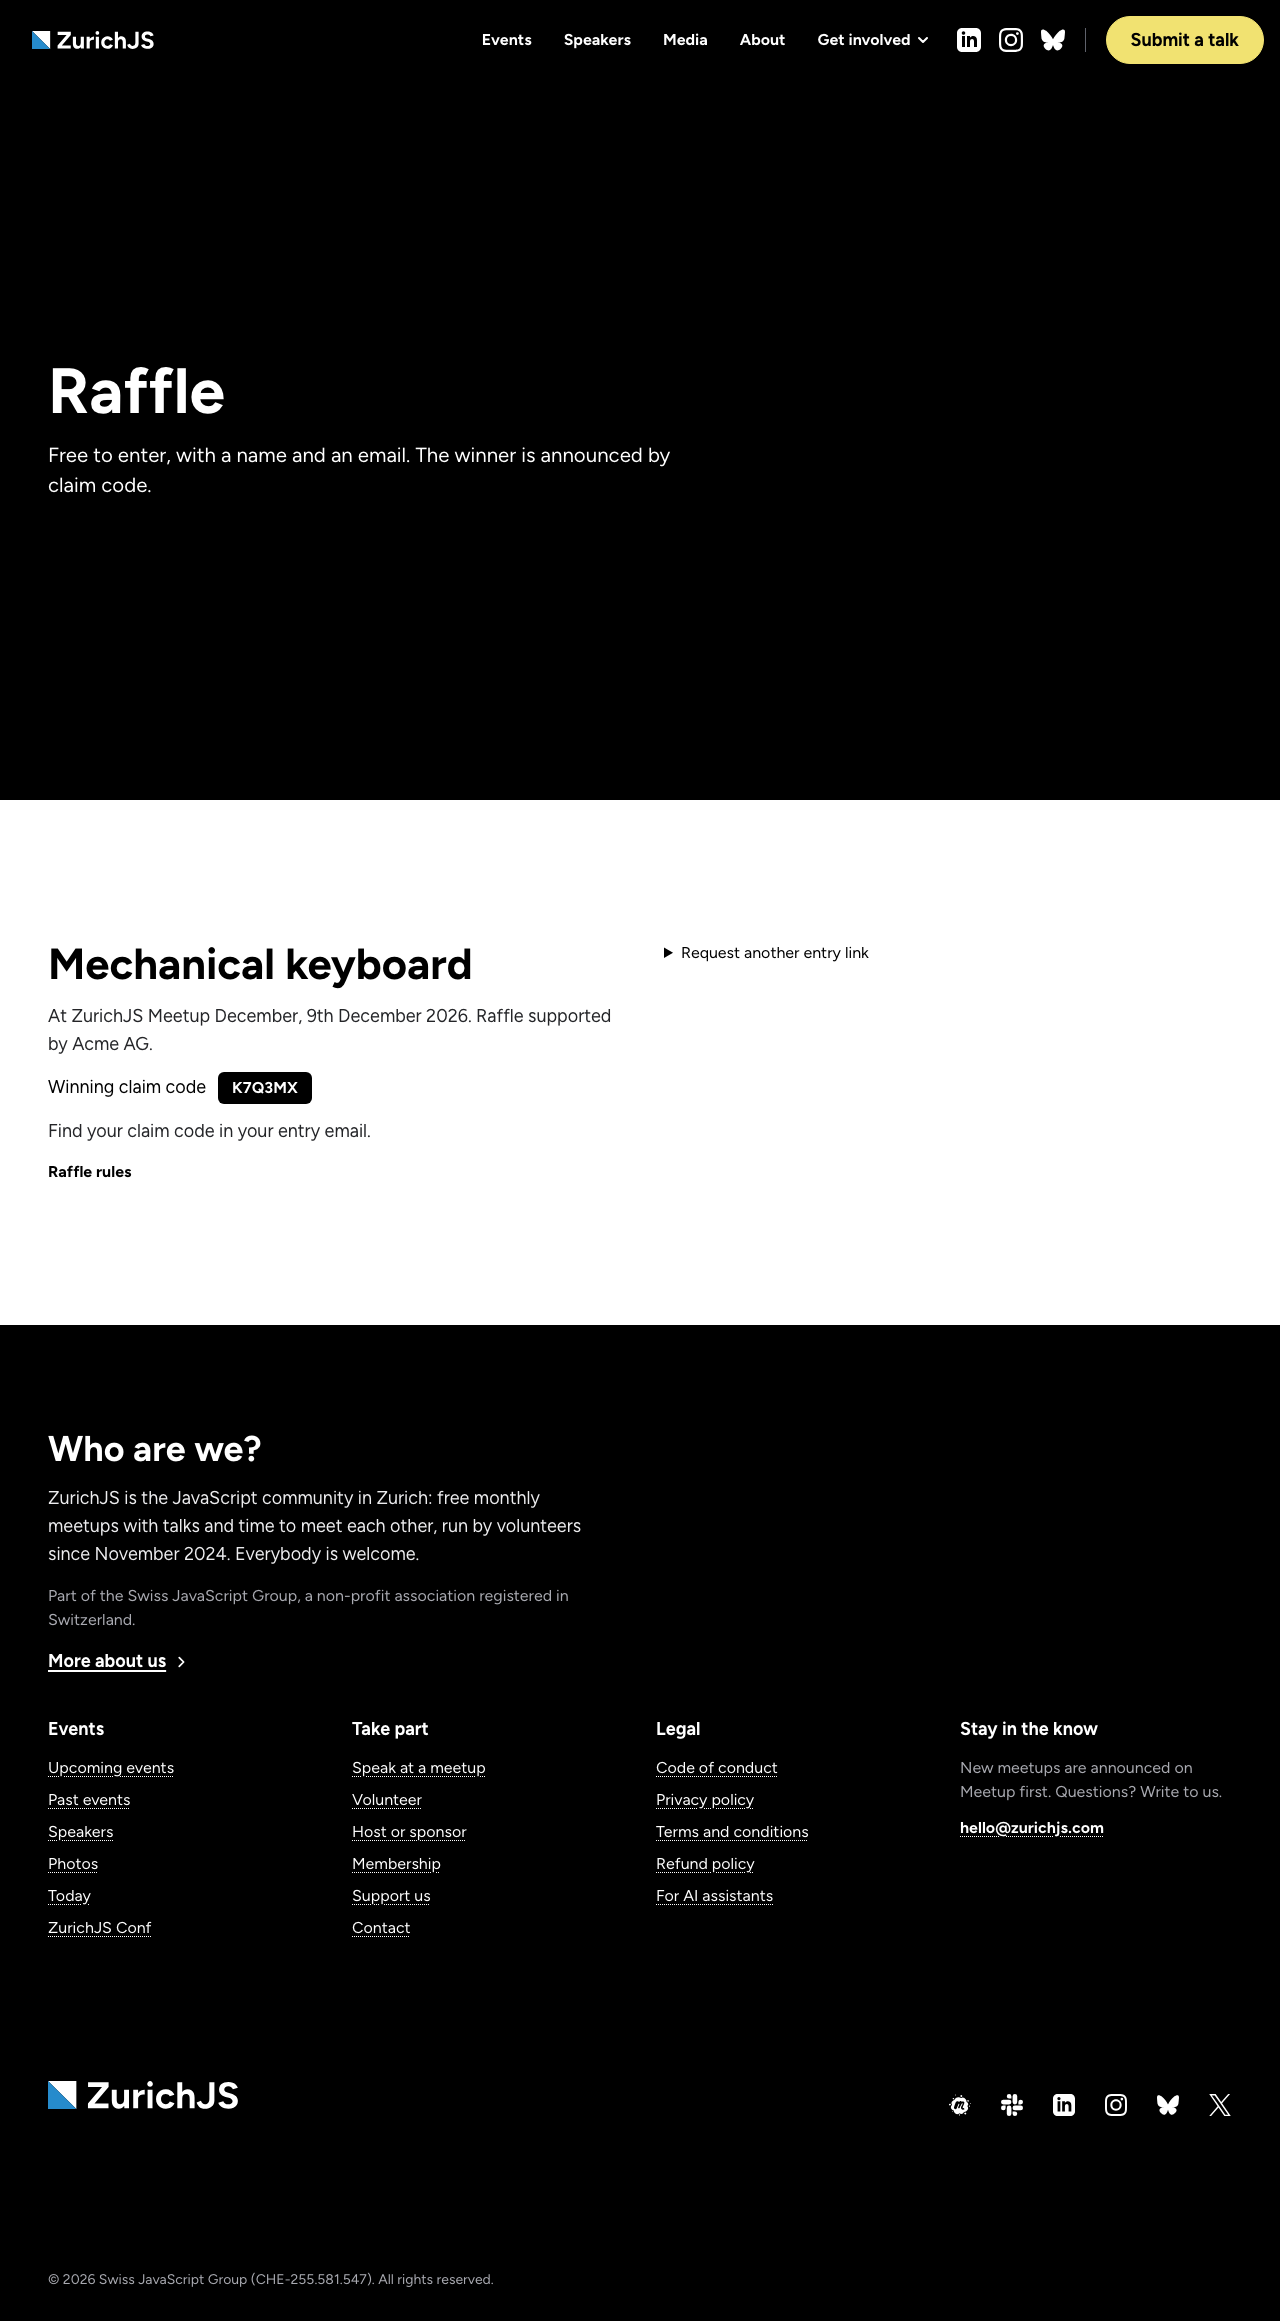 ZurichJS
Events
Speakers
Media
About
Get involved
Submit a talk
Raffle
Free to enter, with a name and an email. The winner is announced by
claim code.
Mechanical keyboard
At ZurichJS Meetup December, 9th December 2026. Raffle supported
by Acme AG.
Winning claim code K7Q3MX
Find your claim code in your entry email.
Raffle rules
Request another entry link
Who are we?
ZurichJS is the JavaScript community in Zurich: free monthly
meetups with talks and time to meet each other, run by volunteers
since November 2024. Everybody is welcome.
Part of the Swiss JavaScript Group, a non-profit association registered in
Switzerland.
More about us
Events
Upcoming events
Past events
Speakers
Photos
Today
ZurichJS Conf
Take part
Speak at a meetup
Volunteer
Host or sponsor
Membership
Support us
Contact
Legal
Code of conduct
Privacy policy
Terms and conditions
Refund policy
For AI assistants
Stay in the know
New meetups are announced on
Meetup first. Questions? Write to us.
hello@zurichjs.com
ZurichJS
© 2026 Swiss JavaScript Group (CHE-255.581.547). All rights reserved.